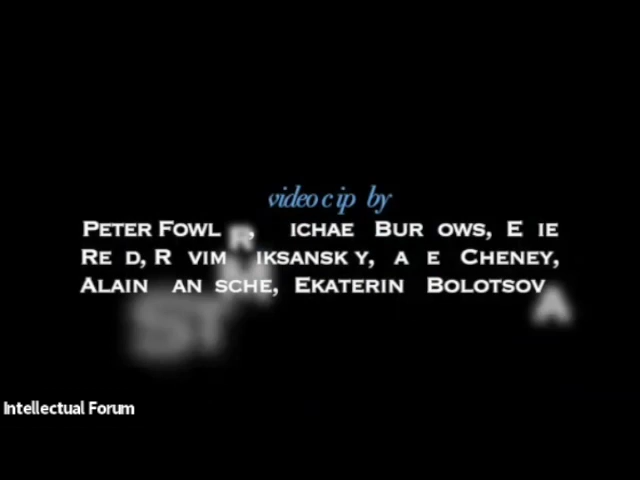 video c ip by
PETER FOWL R, ICHAE BUR OWS, E IE
RE D, R VIM IKSANSK Y, A E CHENEY,
ALAIN AN SCHE, EKATERIN BOLOTSOV A
ST M
Intellectual Forum